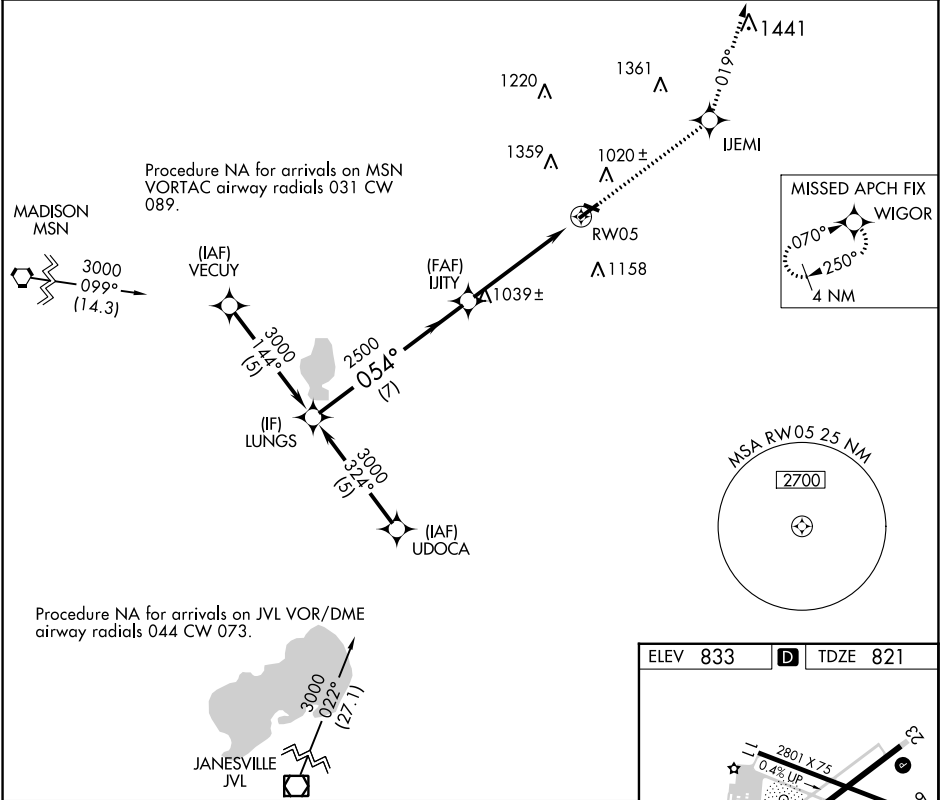 1441
019°
1361
1220
IJEMI
1359
1020 ±
Procedure NA for arrivals on MSN
VORTAC airway radials 031 CW
089.
MISSED APCH FIX
WIGOR
070°
250°
4 NM
MADISON
MSN
3000
099°
(14.3)
(IAF)
VECUY
RW05
(FAF)
IJITY
1158
1039 ±
3000
144°
(5)
2500
054°
(7)
(IF)
LUNGS
3000
324°
(5)
(IAF)
UDOCA
MSA RW05 25 NM
2700
Procedure NA for arrivals on JVL VOR/DME
airway radials 044 CW 073.
3000
022°
(27.1)
JANESVILLE
JVL
ELEV 833
D
TDZE 821
11
2801 X 75
0.4% UP
23
P